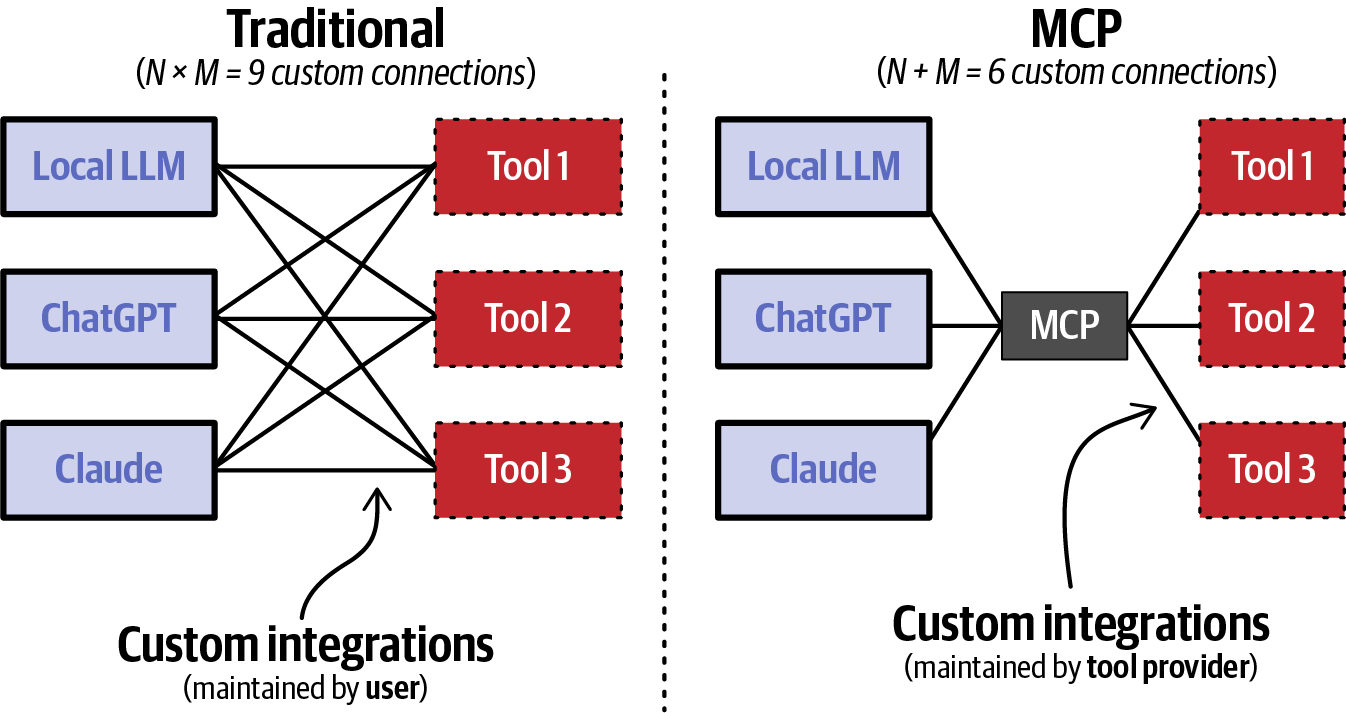 Traditional
(N × M = 9 custom connections)
Local LLM
ChatGPT
Claude
Tool 1
Tool 2
Tool 3
Custom integrations
(maintained by user)
MCP
(N + M = 6 custom connections)
Local LLM
ChatGPT
Claude
MCP
Tool 1
Tool 2
Tool 3
Custom integrations
(maintained by tool provider)